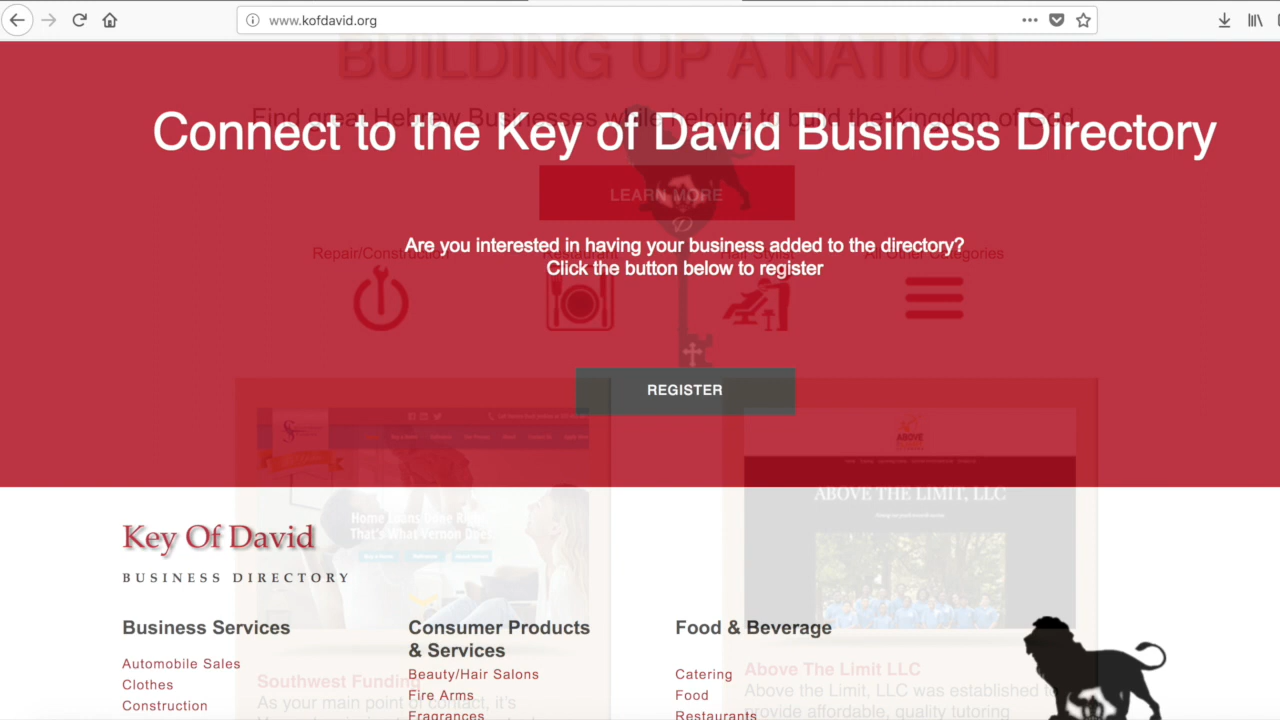 www.kofdavid.org
BUILDING UP A NATION
Find great Hebrew Businesses while helping to build the Kingdom of God
Connect to the Key of David Business Directory
LEARN MORE
Are you interested in having your business added to the directory?
Click the button below to register
Repair/Construction
Restaurant
Hair Stylist
All Other Categories
REGISTER
ABOVE
ABOVE THE LIMIT, LLC
Home Loans Done Right,
That's What Vernon Does
Key Of David
BUSINESS DIRECTORY
Business Services
Automobile Sales
Clothes
Construction
Consumer Products
& Services
Beauty/Hair Salons
Fire Arms
Fragrances
Food & Beverage
Catering
Food
Restaurants
Southwest Funding
As your main point of contact, it's
Above The Limit LLC
Above the Limit, LLC was established to
provide affordable, quality tutoring